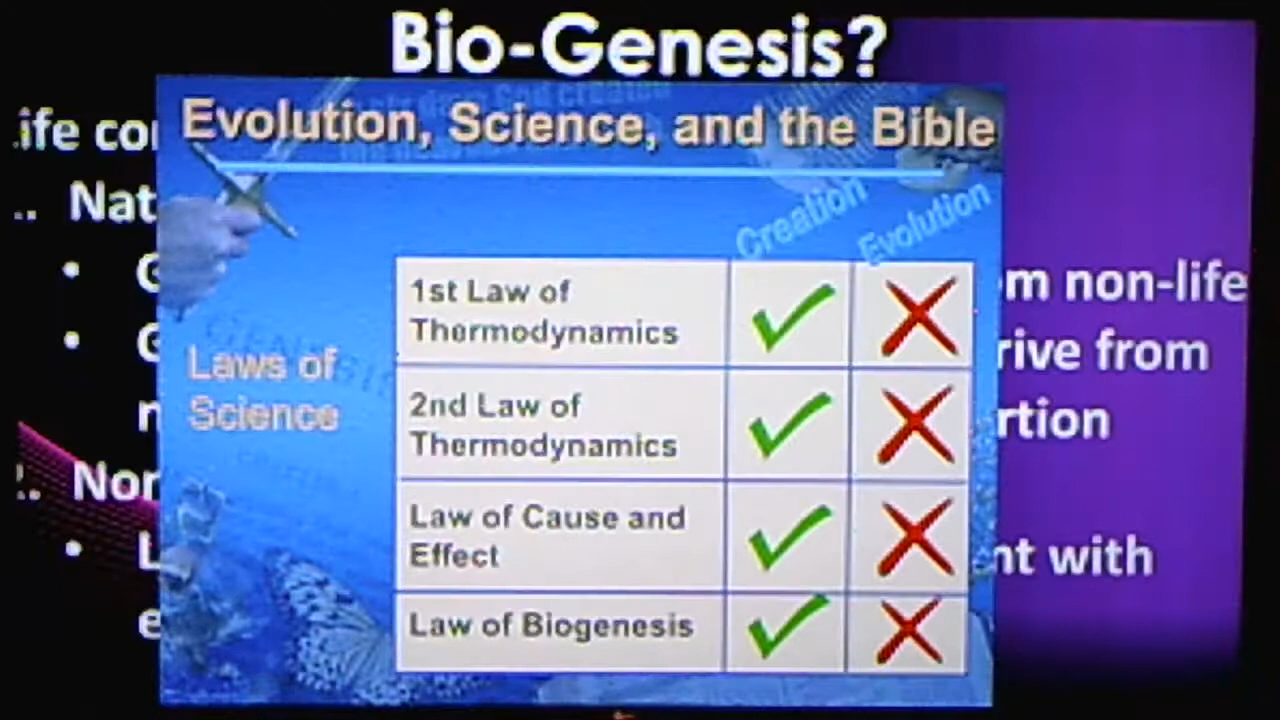 Bio-Genesis?
ife co
Evolution, Science, and the Bible
Nat
Creation
Evolution
1st Law of
Thermodynamics
om non-life
Laws of
Science
rive from
2nd Law of
Thermodynamics
rtion
Nor
Law of Cause and
Effect
nt with
Law of Biogenesis